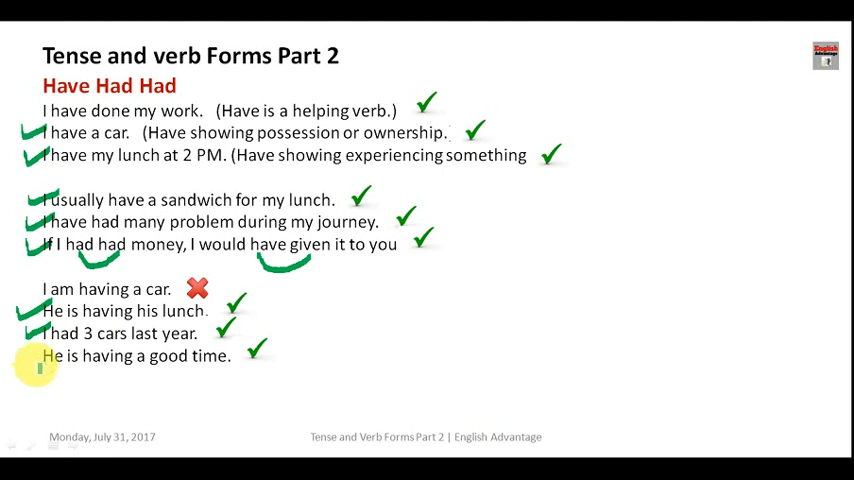 Tense and verb Forms Part 2
English
Advantage
Have Had Had
I have done my work. (Have is a helping verb.)
I have a car. (Have showing possession or ownership.
I have my lunch at 2 PM. (Have showing experiencing something
I usually have a sandwich for my lunch.
I have had many problem during my journey.
If I had had money, I would have given it to you
I am having a car.
He is having his lunch.
I had 3 cars last year.
He is having a good time.
Monday, July 31, 2017
Tense and Verb Forms Part 2 | English Advantage